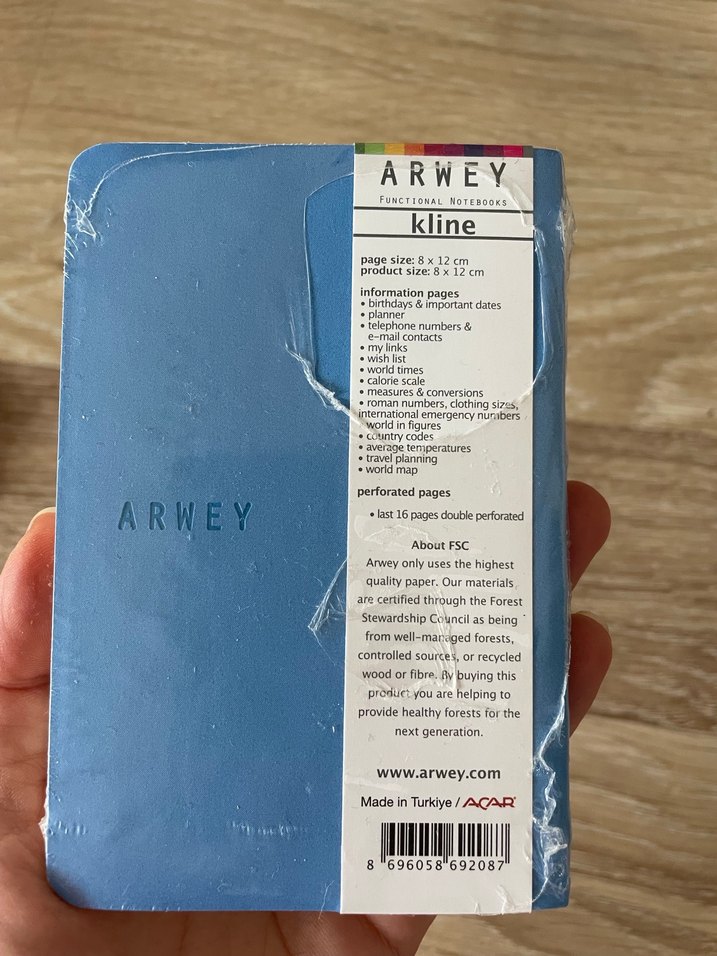 ARWEY
FUNCTIONAL NOTEBOOKS
kline
page size: 8 x 12 cm
product size: 8 x 12 cm
information pages
• birthdays & important dates
• planner
• telephone numbers &
e-mail contacts
• my links
• wish list
• world times
• calorie scale
• measures & conversions
• roman numbers, clothing sizes,
international emergency numbers
world in figures
• country codes
• average temperatures
• travel planning
• world map
perforated pages
• last 16 pages double perforated
About FSC
Arwey only uses the highest
quality paper. Our materials
are certified through the Forest
Stewardship Council as being
from well-managed forests,
controlled sources, or recycled
wood or fibre. By buying this
product you are helping to
provide healthy forests for the
next generation.
www.arwey.com
Made in Turkiye / ACAR
8 696058 692087
ARWEY